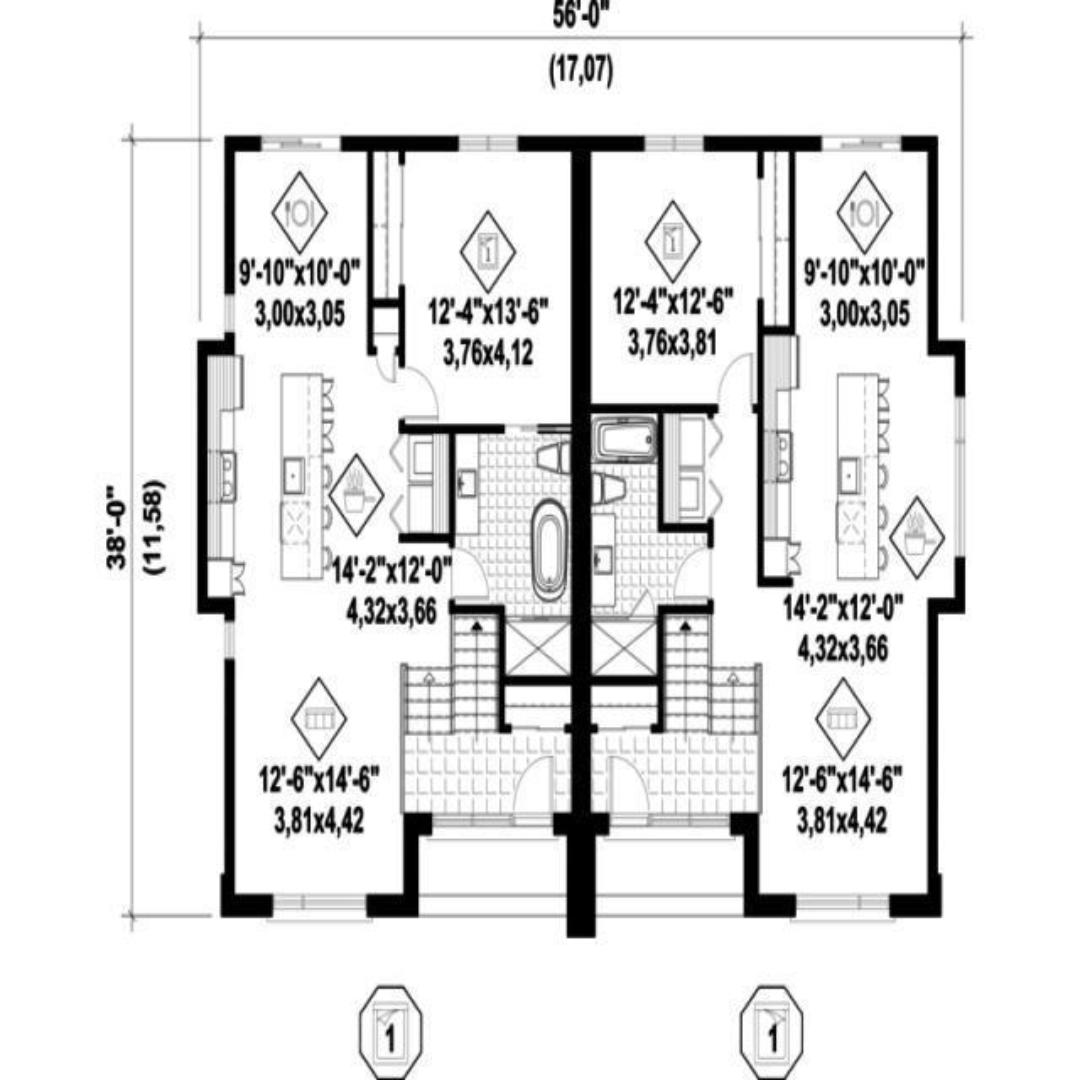 56'-0"
(17,07)
38'-0"
(11,58)
9'-10"x10'-0"
3,00x3,05
1
12'-4"x13'-6"
3,76x4,12
1
12'-4"x12'-6"
3,76x3,81
9'-10"x10'-0"
3,00x3,05
14'-2"x12'-0"
4,32x3,66
14'-2"x12'-0"
4,32x3,66
12'-6"x14'-6"
3,81x4,42
12'-6"x14'-6"
3,81x4,42
1
1